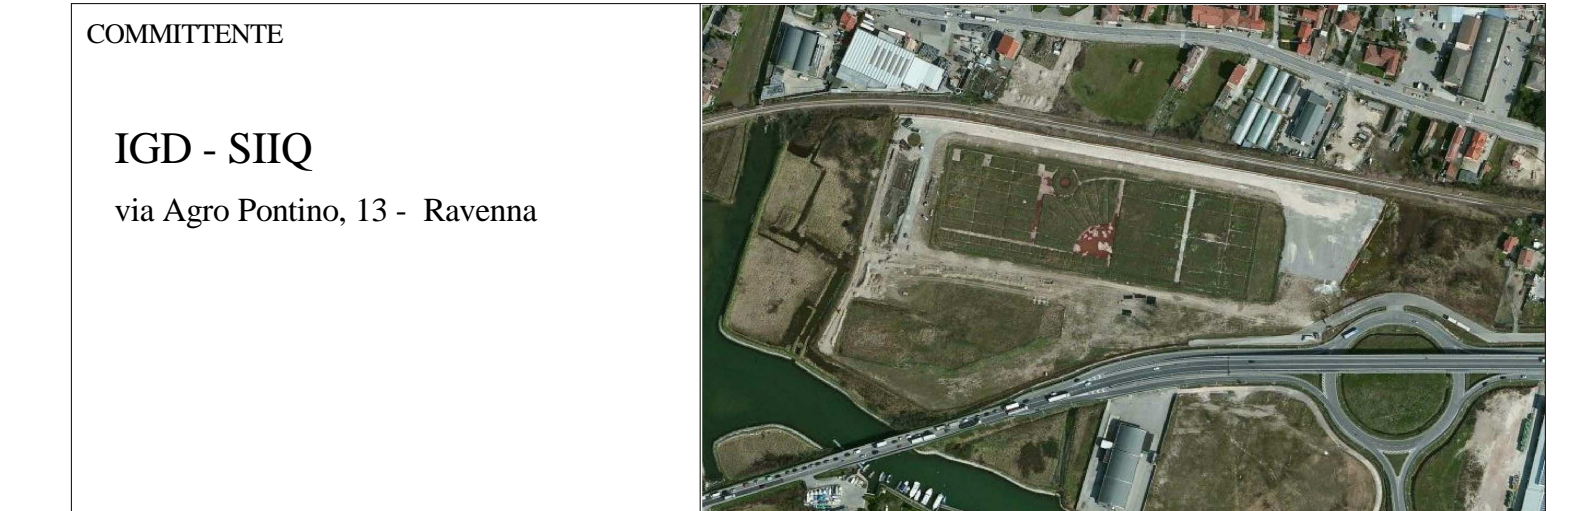 COMMITTENTE
IGD - SIIQ
via Agro Pontino, 13 - Ravenna